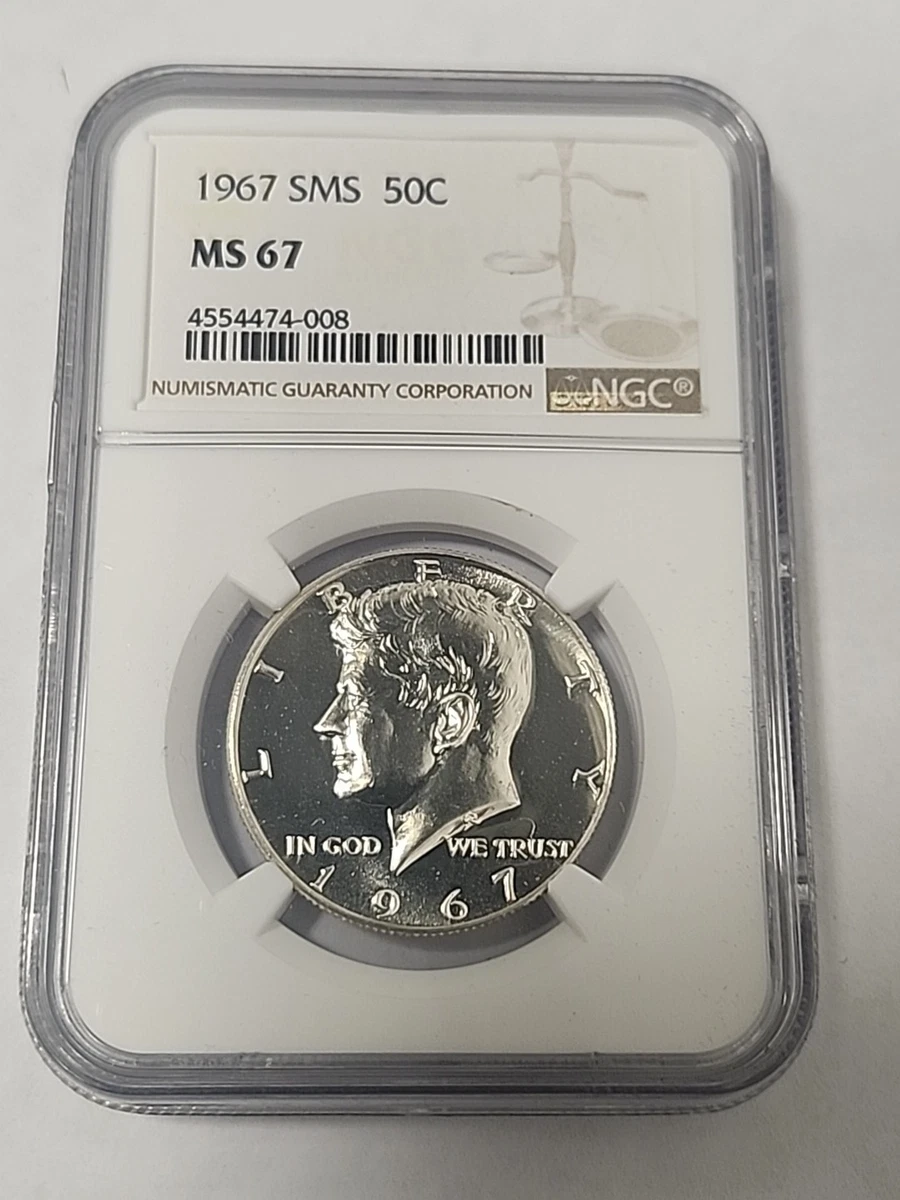 1967 SMS 50C
MS 67
4554474-008
NUMISMATIC GUARANTY CORPORATION
NGC®
LIBERTY
IN GOD WE TRUST
1967